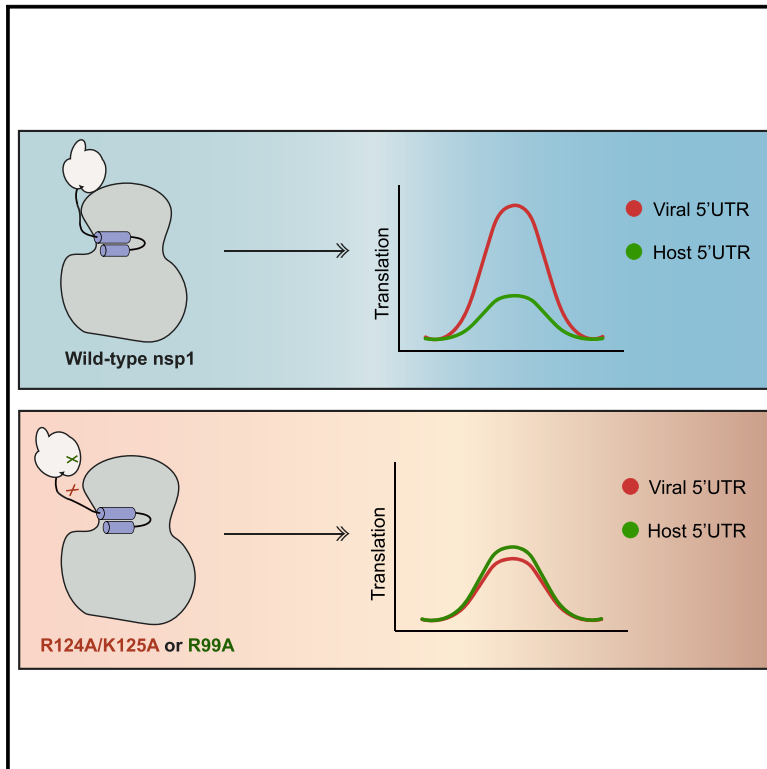 Wild-type nsp1
Translation
Viral 5'UTR
Host 5'UTR
R124A/K125A or R99A
Translation
Viral 5'UTR
Host 5'UTR